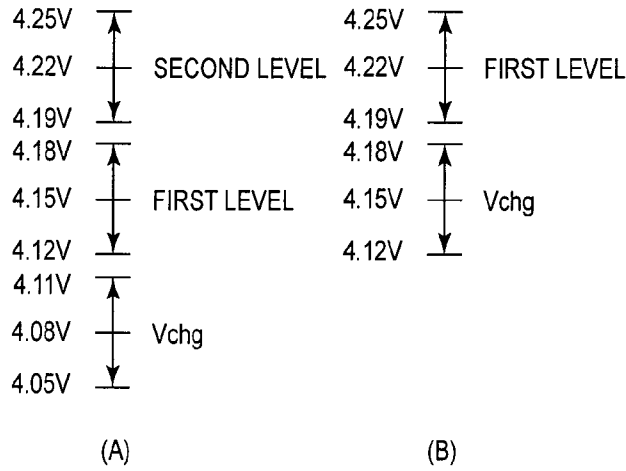 4.25V
4.22V SECOND LEVEL
4.19V
4.18V
4.15V FIRST LEVEL
4.12V
4.11V
4.08V Vchg
4.05V
(A)
4.25V
4.22V FIRST LEVEL
4.19V
4.18V
4.15V Vchg
4.12V
(B)